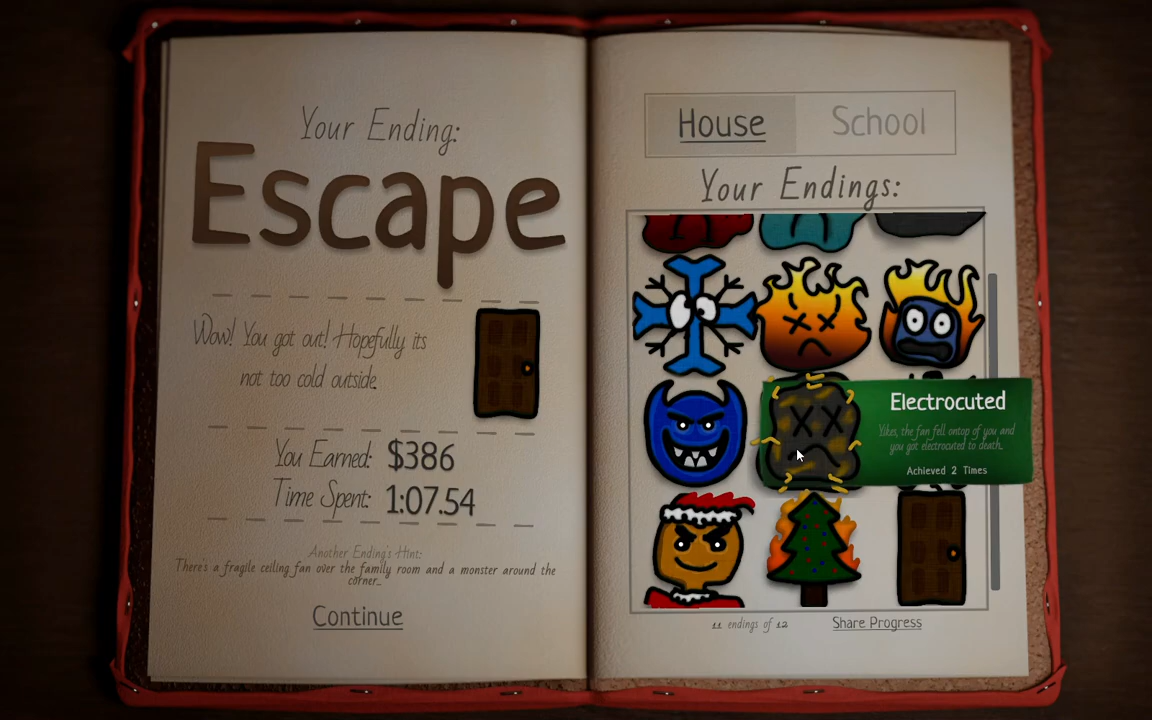 Your Ending:
Escape
Wow! You got out! Hopefully its
not too cold outside.
You Earned: $386
Time Spent: 1:07.54
Another Ending's Hint:
There's a fragile ceiling fan over the family room and a monster around the
corner...
Continue
House School
Your Endings:
Electrocuted
Yikes, the fan fell ontop of you and
you got electrocuted to death.
Achieved 2 Times
11 endings of 12
Share Progress